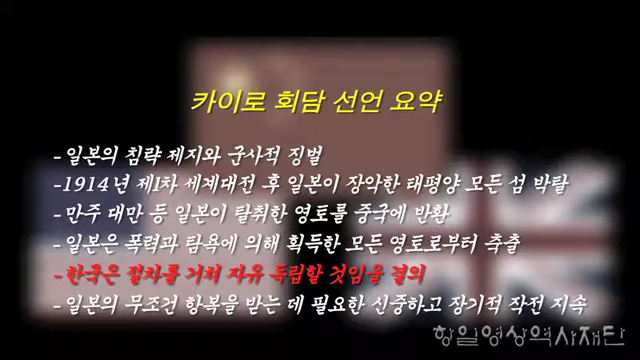 카이로 회담 선언 요약
- 일본의 침략 제지와 군사적 징벌
- 1914년 제1차 세계대전 후 일본이 장악한 태평양 모든 섬 박탈
- 만주 대만 등 일본이 탈취한 영토를 중국에 반환
- 일본은 폭력과 탐욕에 의해 획득한 모든 영토로부터 축출
- 한국은 절차를 거쳐 자유 독립할 것임을 결의
- 일본의 무조건 항복을 받는 데 필요한 신중하고 장기적 작전 지속
항일영상역사재단